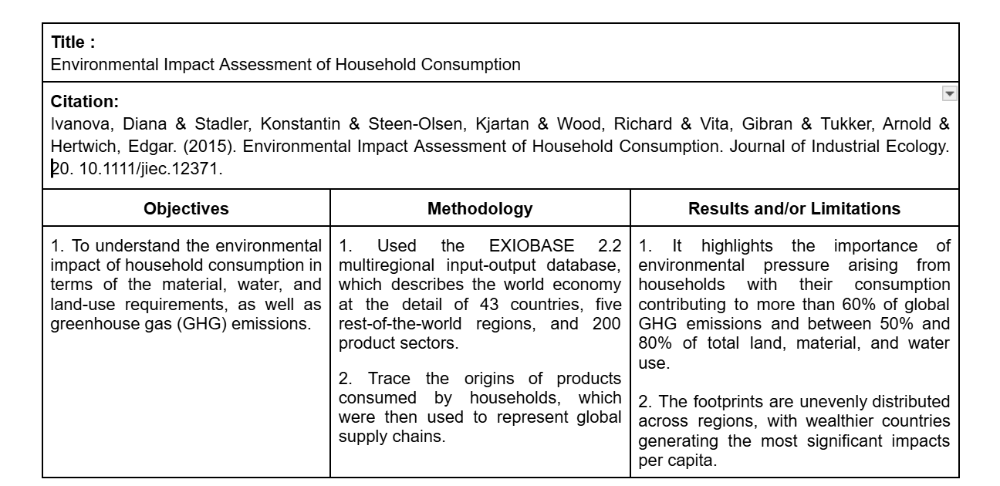 Title :
Environmental Impact Assessment of Household Consumption
Citation:
Ivanova, Diana & Stadler, Konstantin & Steen-Olsen, Kjartan & Wood, Richard & Vita, Gibran & Tukker, Arnold &
Hertwich, Edgar. (2015). Environmental Impact Assessment of Household Consumption. Journal of Industrial Ecology.
20. 10.1111/jiec.12371.
Objectives
Methodology
Results and/or Limitations
1. To understand the environmental
impact of household consumption in
terms of the material, water, and
land-use requirements, as well as
greenhouse gas (GHG) emissions.
1. Used the EXIOBASE 2.2
multiregional input-output database,
which describes the world economy
at the detail of 43 countries, five
rest-of-the-world regions, and 200
product sectors.
2. Trace the origins of products
consumed by households, which
were then used to represent global
supply chains.
1. It highlights the importance of
environmental pressure arising from
households with their consumption
contributing to more than 60% of global
GHG emissions and between 50% and
80% of total land, material, and water
use.
2. The footprints are unevenly distributed
across regions, with wealthier countries
generating the most significant impacts
per capita.